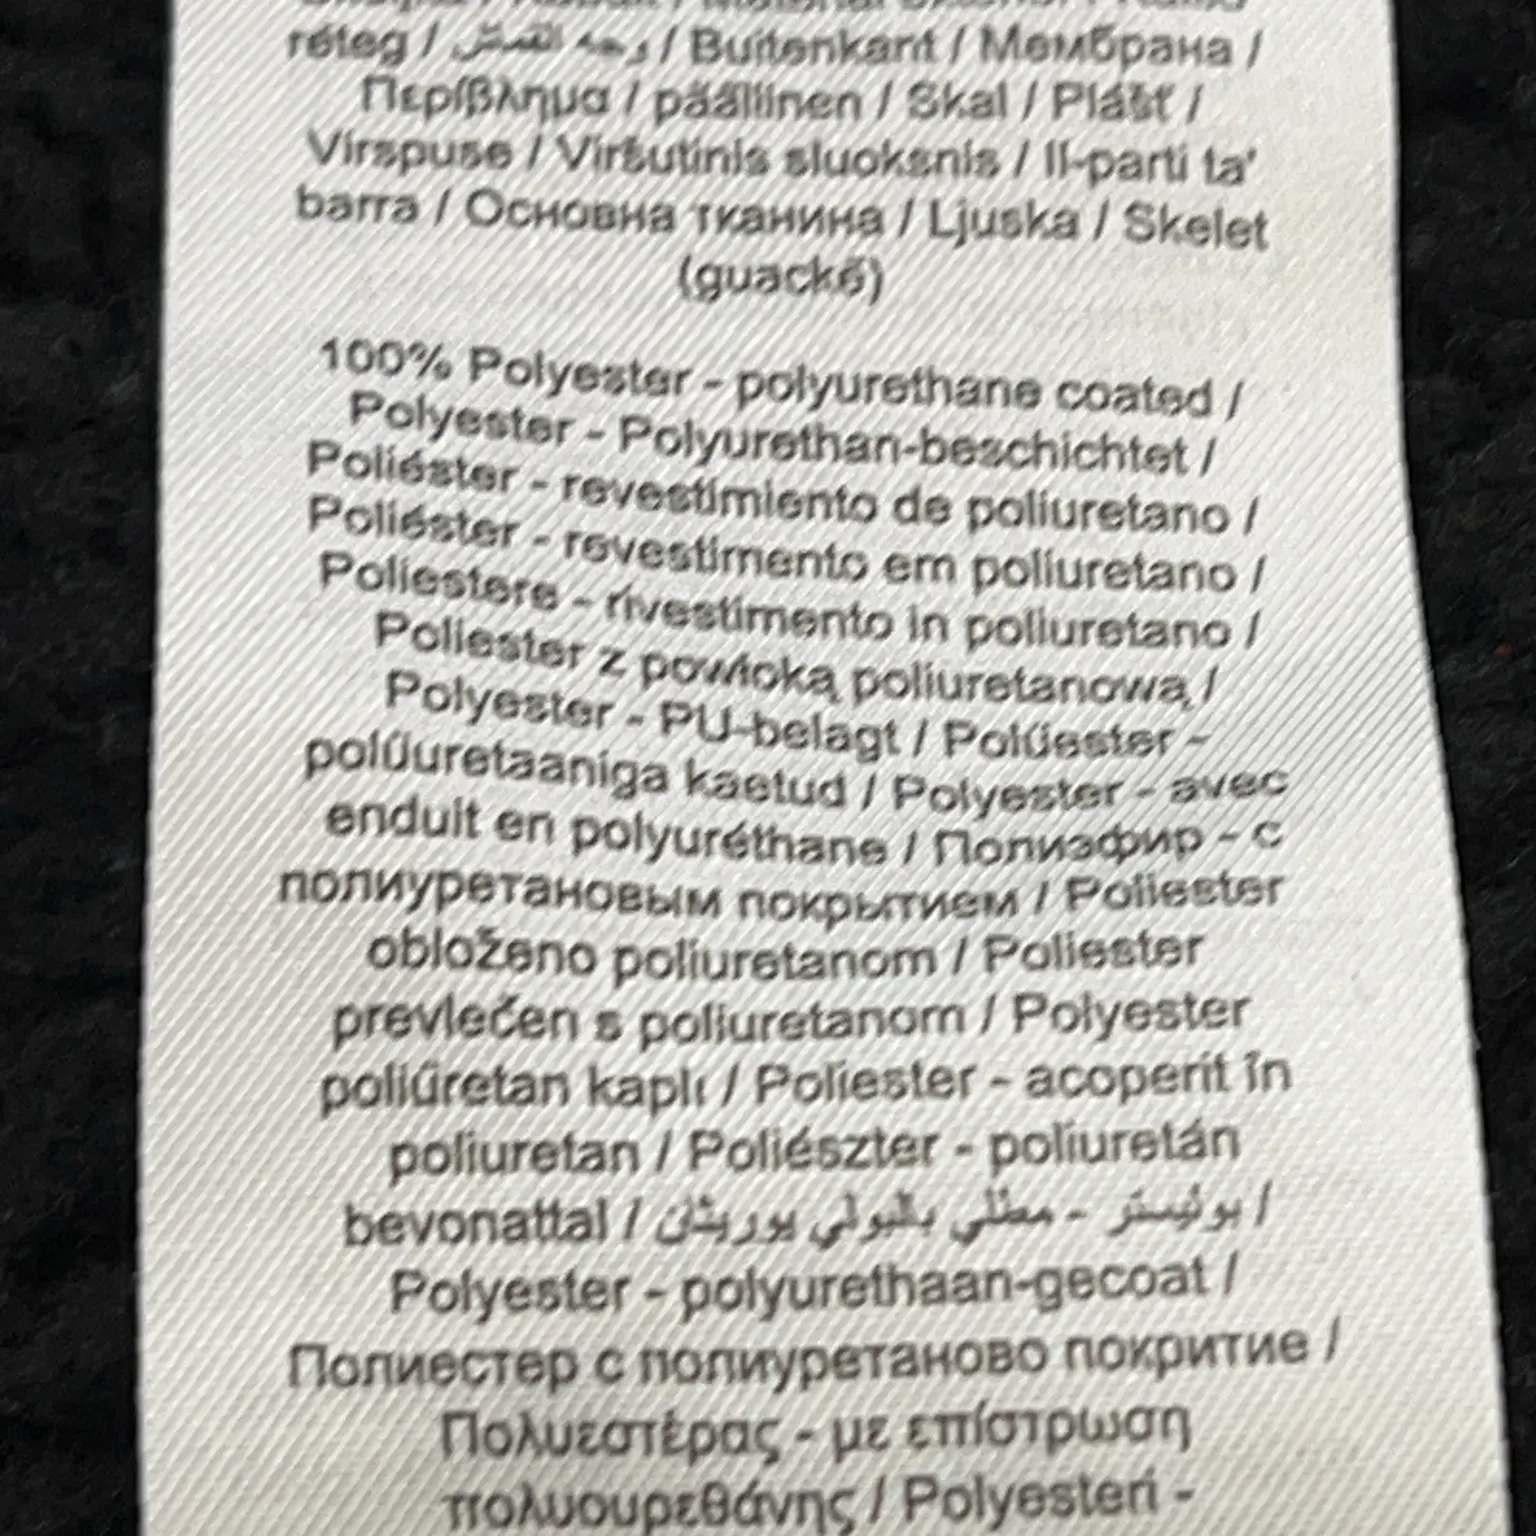 réteg / وجه القماش / Buitenkant / Мембрана /
Περίβλημα / päällinen / Skal / Plášť /
Virspuse / Viršutinis sluoksnis / Il-parti ta'
barra / Основна тканина / Ljuska / Skelet
(guackë)
100% Polyester - polyurethane coated /
Polyester - Polyurethan-beschichtet /
Poliéster - revestimiento de poliuretano /
Poliéster - revestimento em poliuretano /
Poliestere - rivestimento in poliuretano /
Poliester z powłoką poliuretanową /
Polyester - PU-belagt / Polüester -
polüuretaaniga kaetud / Polyester - avec
enduit en polyuréthane / Полиэфир - с
полиуретановым покрытием / Poliester
obloženo poliuretanom / Poliester
prevlečen s poliuretanom / Polyester
poliüretan kaplı / Poliester - acoperit în
poliuretan / Poliészter - poliuretán
bevonattal / بوليستر - مطلي بالبولي يوريثان /
Polyester - polyurethaan-gecoat /
Полиестер с полиуретаново покритие /
Πολυεστέρας - με επίστρωση
πολυουρεθάνης / Polyesteri -